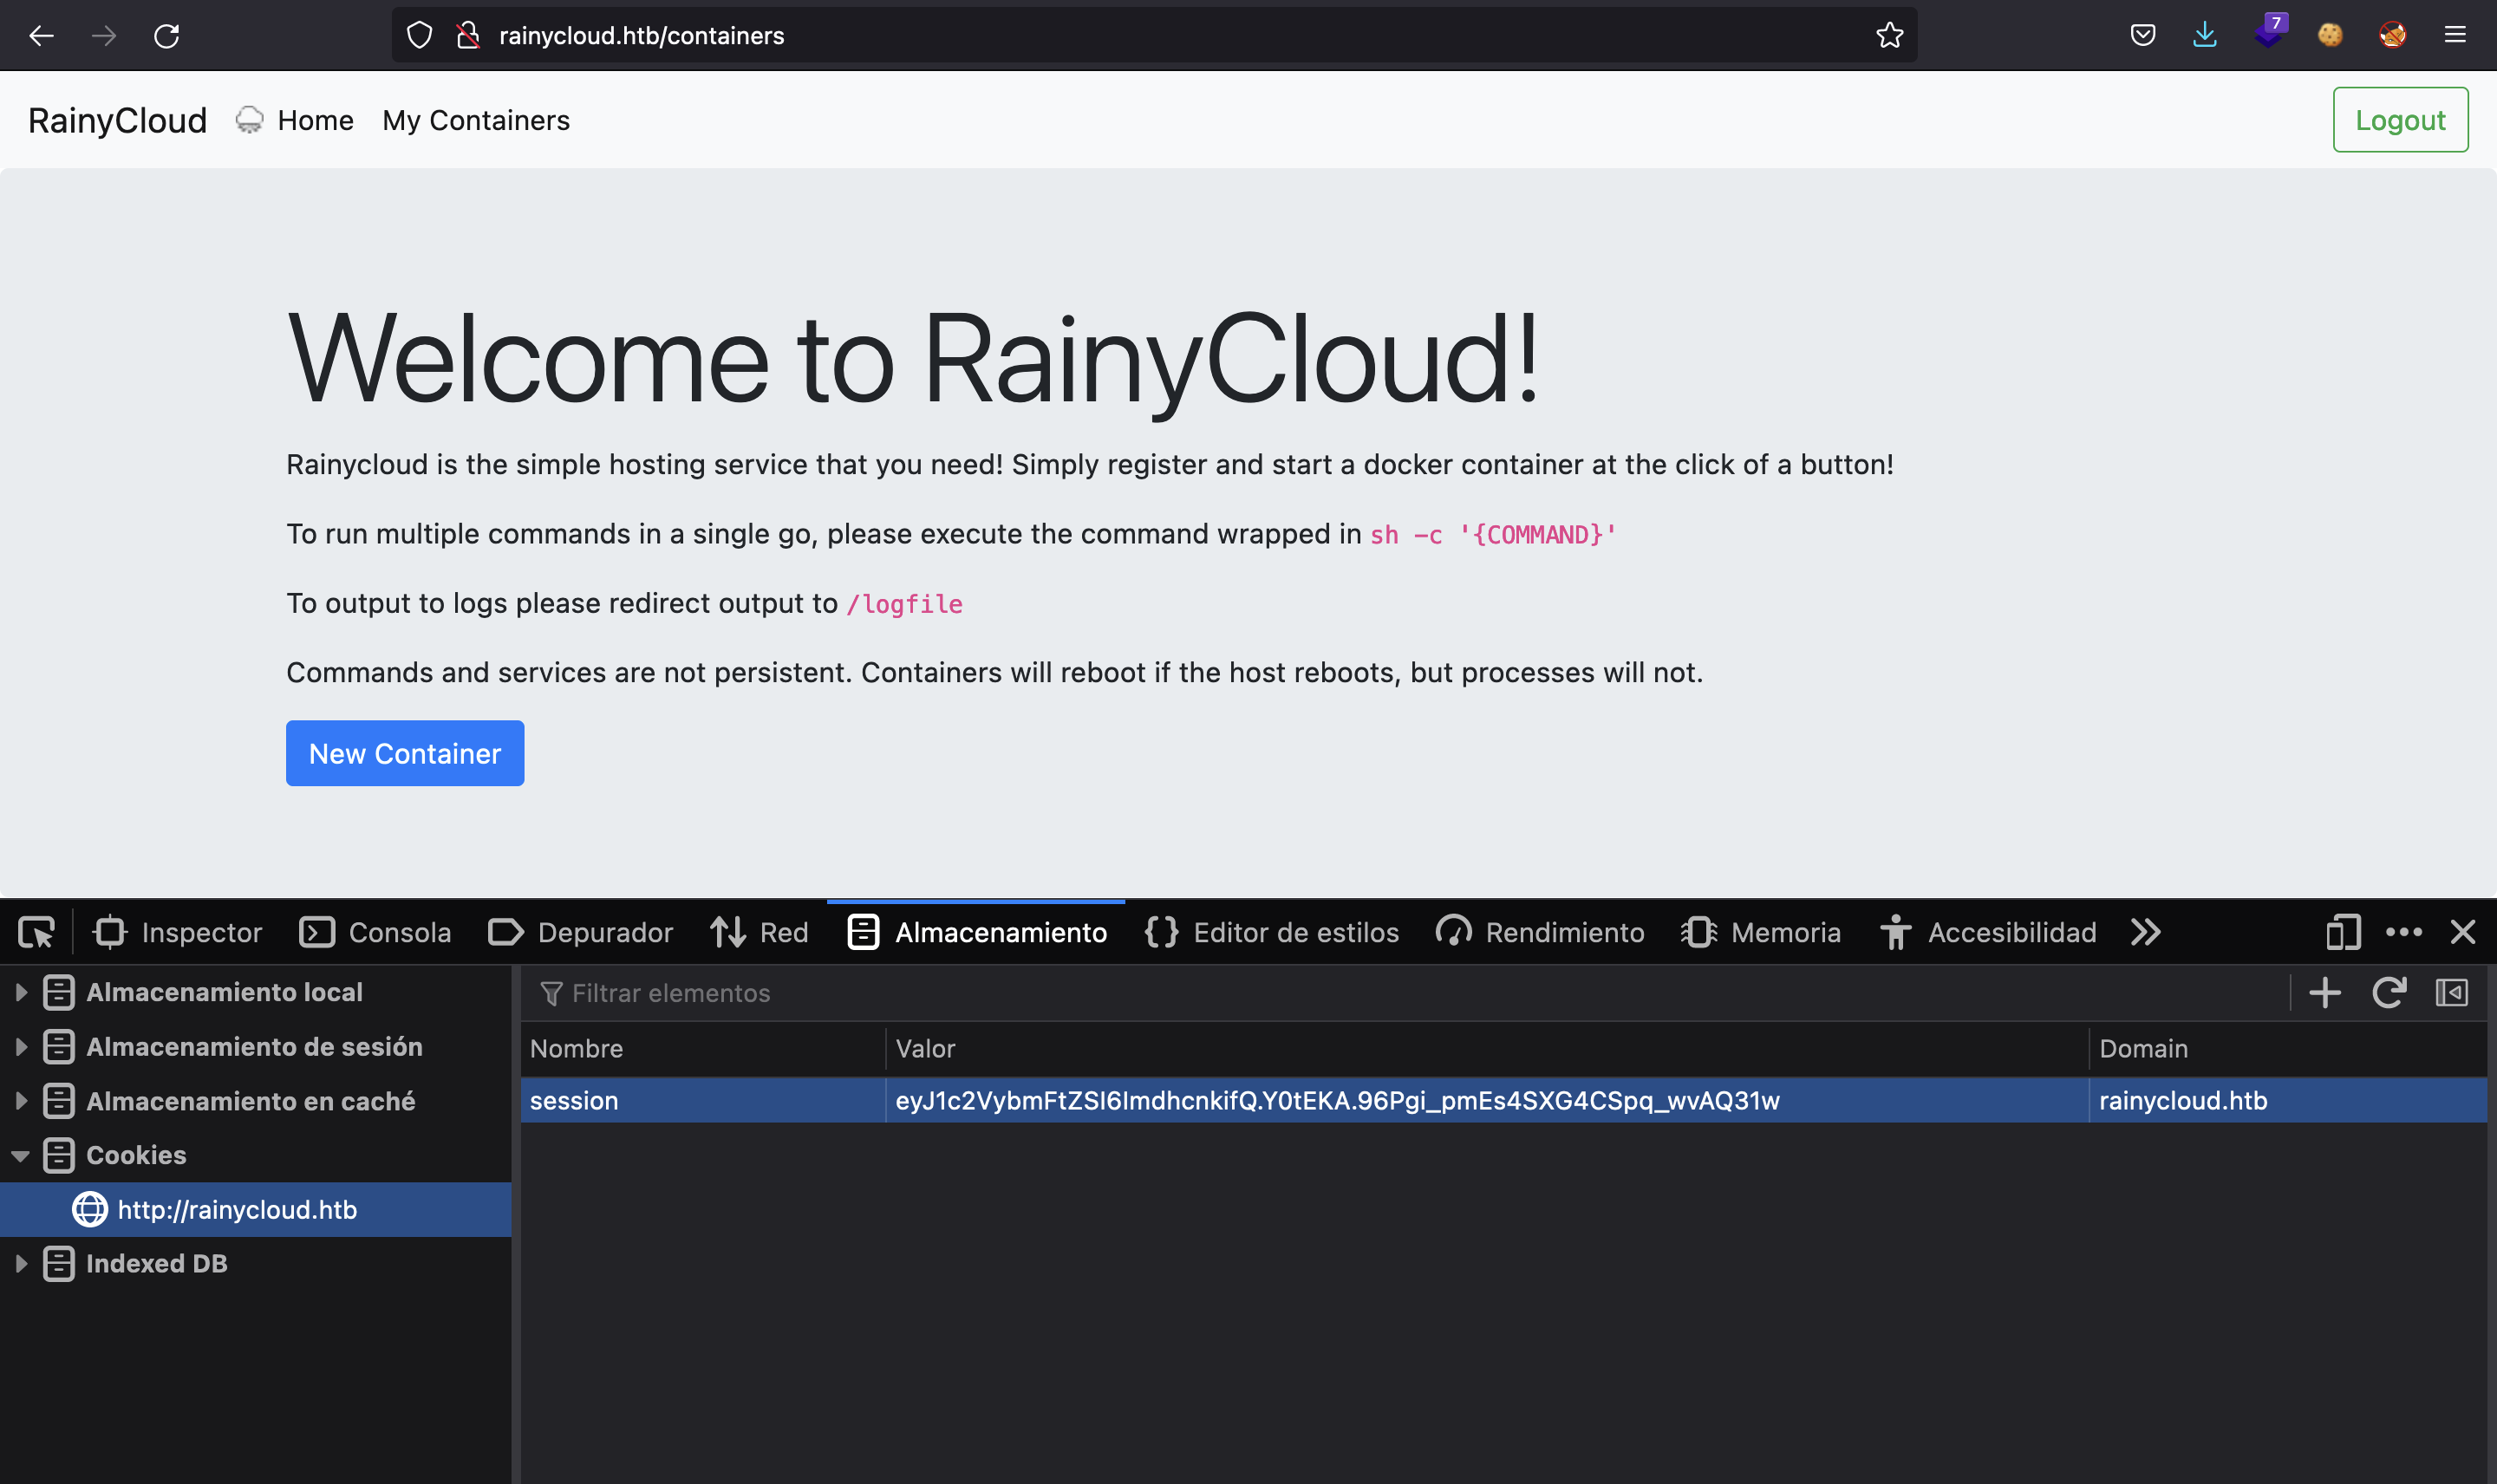 rainycloud.htb/containers
7
RainyCloud Home My Containers Logout
Welcome to RainyCloud!
Rainycloud is the simple hosting service that you need! Simply register and start a docker container at the click of a button!
To run multiple commands in a single go, please execute the command wrapped in sh -c '{COMMAND}'
To output to logs please redirect output to /logfile
Commands and services are not persistent. Containers will reboot if the host reboots, but processes will not.
New Container
Inspector Consola Depurador Red Almacenamiento Editor de estilos Rendimiento Memoria Accesibilidad
Almacenamiento local
Almacenamiento de sesión
Almacenamiento en caché
Cookies
http://rainycloud.htb
Indexed DB
Filtrar elementos
Nombre Valor Domain
session eyJ1c2VybmFtZSI6ImdhcnkifQ.Y0tEKA.96Pgi_pmEs4SXG4CSpq_wvAQ31w rainycloud.htb